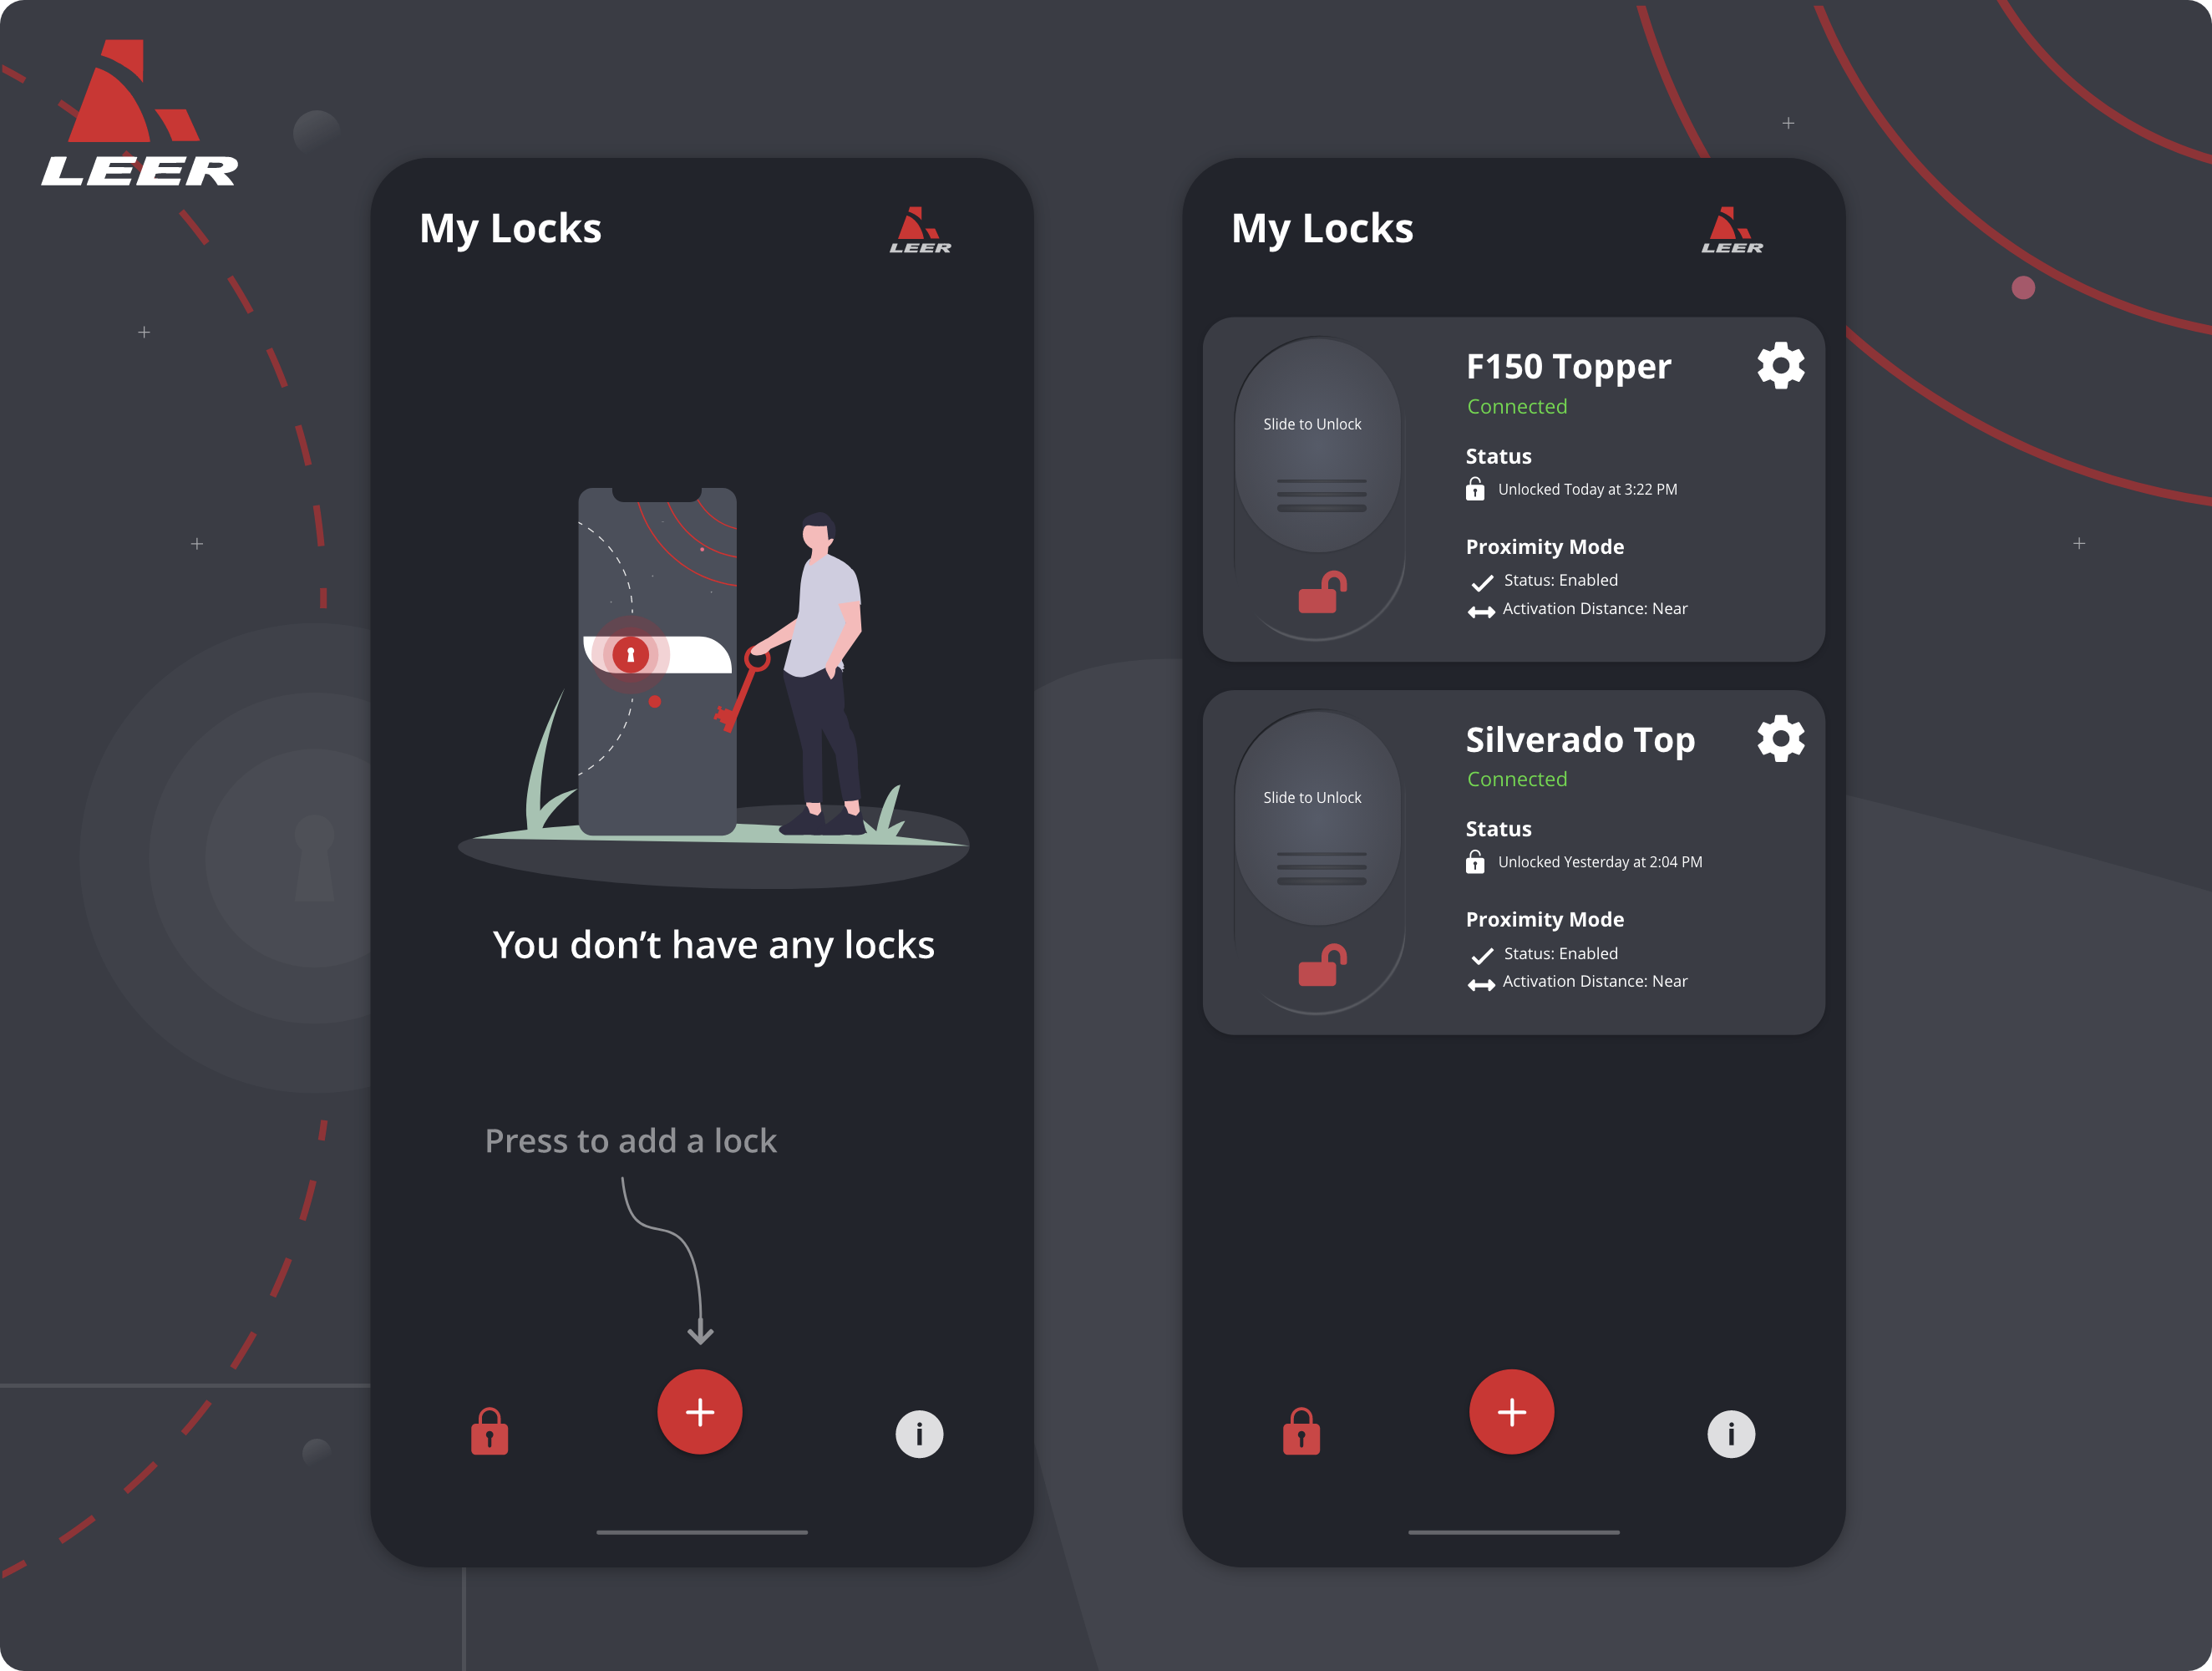 LEER
My Locks
LEER
You don’t have any locks
Press to add a lock
My Locks
LEER
Slide to Unlock
F150 Topper
Connected
Status
Unlocked Today at 3:22 PM
Proximity Mode
Status: Enabled
Activation Distance: Near
Slide to Unlock
Silverado Top
Connected
Status
Unlocked Yesterday at 2:04 PM
Proximity Mode
Status: Enabled
Activation Distance: Near